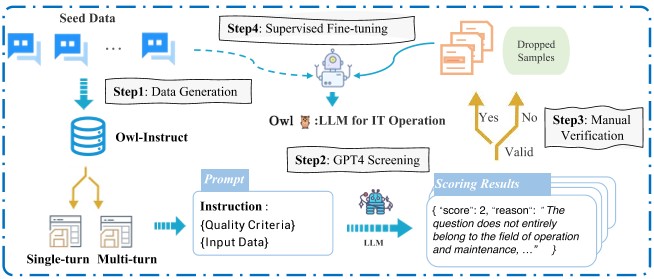 Seed Data
...
Step4: Supervised Fine-tuning
Dropped
Samples
Step1: Data Generation
Owl :LLM for IT Operation
Yes
No
Step3: Manual
Verification
Valid
Owl-Instruct
Step2: GPT4 Screening
Prompt
Instruction :
{Quality Criteria}
{Input Data}
LLM
Scoring Results
{ "score": 2, "reason": " The
question does not entirely
belong to the field of operation
and maintenance, ..." }
Single-turn Multi-turn